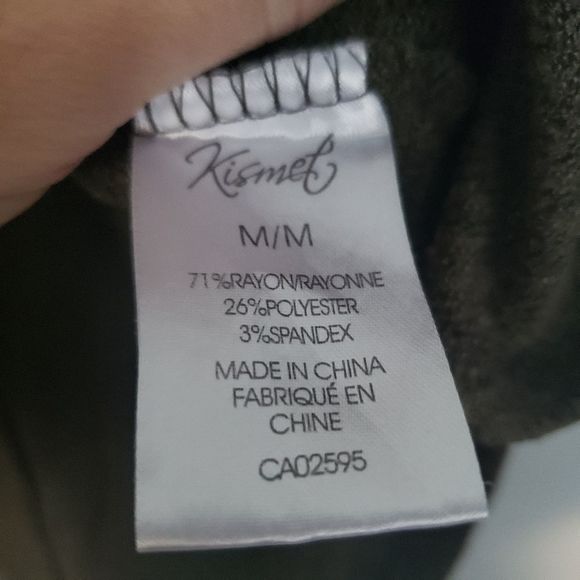 Kismet
M/M
71%RAYON/RAYONNE
26%POLYESTER
3%SPANDEX
MADE IN CHINA
FABRIQUÉ EN
CHINE
CA02595